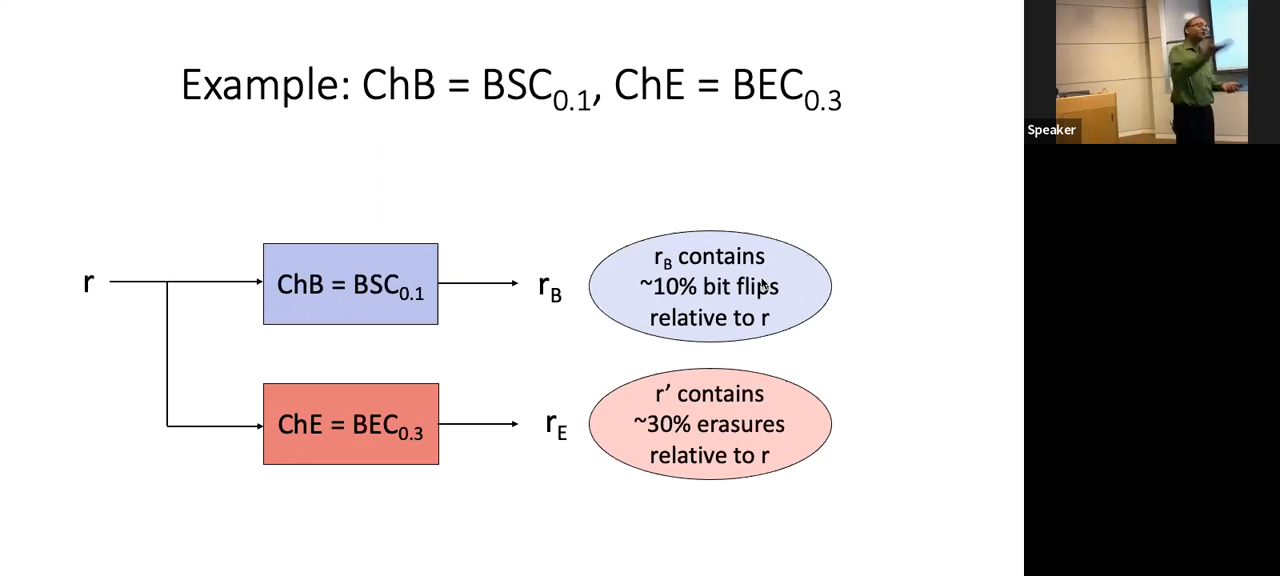 Example: ChB = BSC0.1, ChE = BEC0.3
Speaker
r
ChB = BSC0.1
rB
rB contains
~10% bit flips
relative to r
ChE = BEC0.3
rE
r’ contains
~30% erasures
relative to r